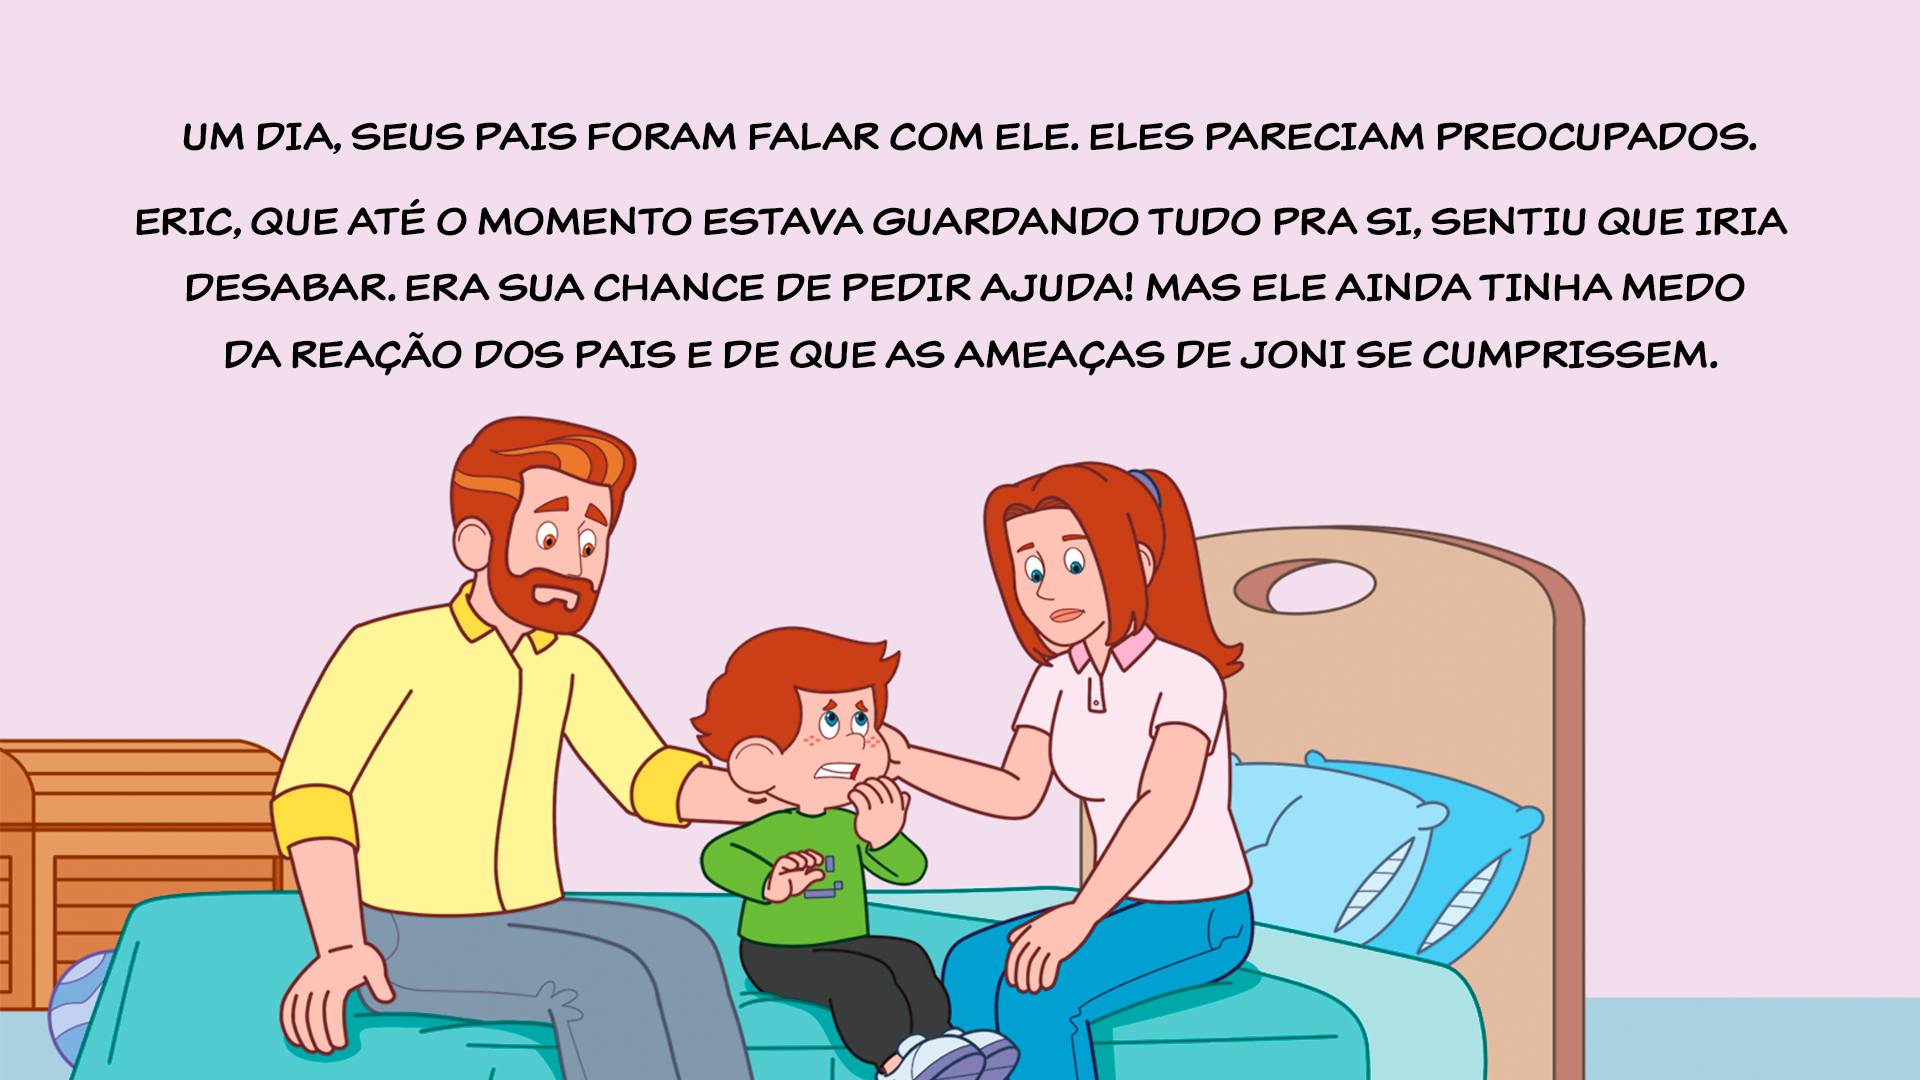 UM DIA, SEUS PAIS FORAM FALAR COM ELE. ELES PARECIAM PREOCUPADOS.
ERIC, QUE ATÉ O MOMENTO ESTAVA GUARDANDO TUDO PRA SI, SENTIU QUE IRIA
DESABAR. ERA SUA CHANCE DE PEDIR AJUDA! MAS ELE AINDA TINHA MEDO
DA REAÇÃO DOS PAIS E DE QUE AS AMEAÇAS DE JONI SE CUMPRISSEM.